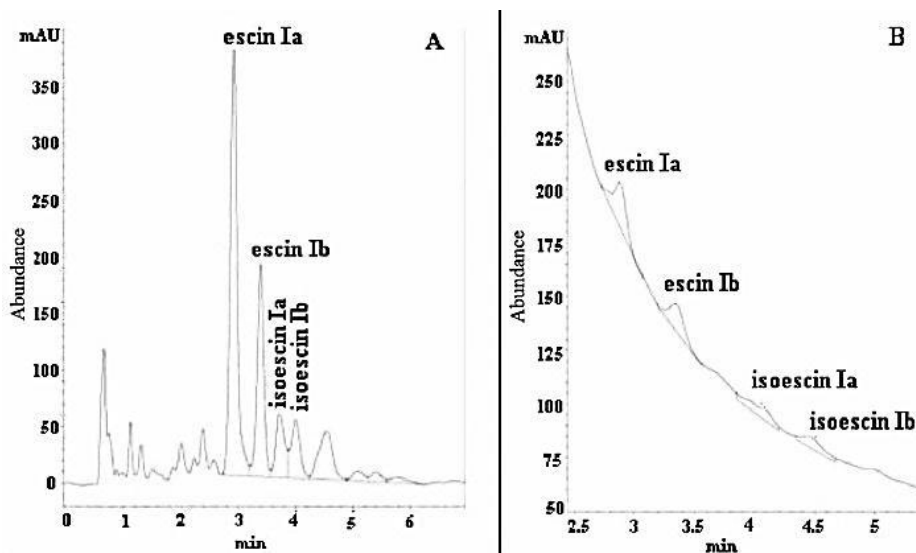 A
mAU
escin Ia
escin Ib
isoescin Ia
isoescin Ib
Abundance
350
300
250
200
150
100
50
0
0 1 2 3 4 5 6
min
B
mAU
escin Ia
escin Ib
isoescin Ia
isoescin Ib
Abundance
250
225
200
175
150
125
100
75
50
2.5 3 3.5 4 4.5 5
min